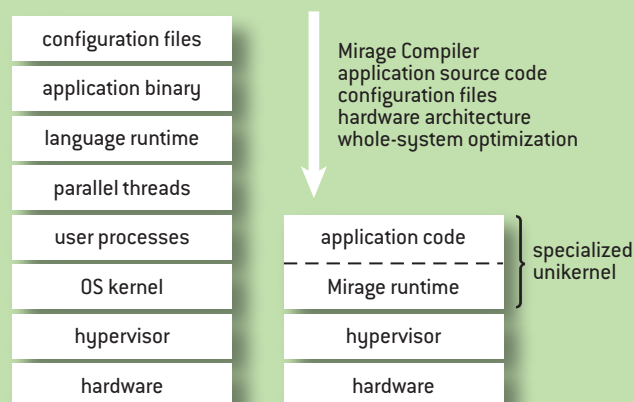 configuration files
application binary
language runtime
parallel threads
user processes
OS kernel
hypervisor
hardware
Mirage Compiler
application source code
configuration files
hardware architecture
whole-system optimization
application code
Mirage runtime
hypervisor
hardware
specialized
unikernel